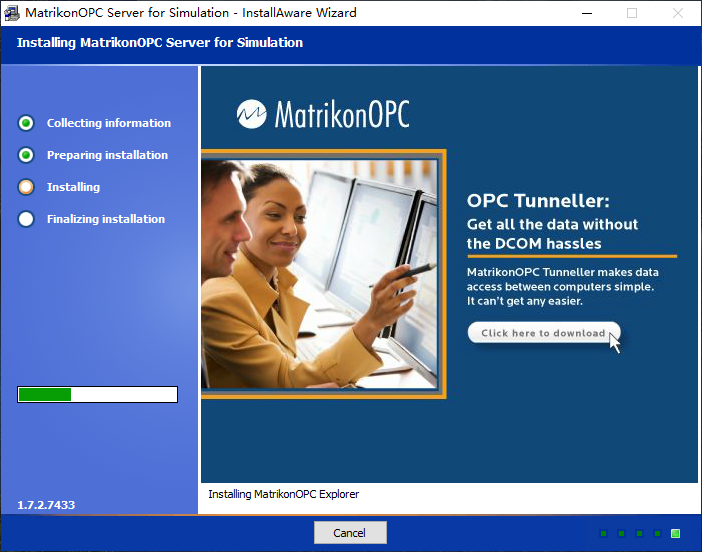 MatrikonOPC Server for Simulation - InstallAware Wizard
Installing MatrikonOPC Server for Simulation
Collecting information
Preparing installation
Installing
Finalizing installation
1.7.2.7433
MatrikonOPC
OPC Tunneller:
Get all the data without
the DCOM hassles
MatrikonOPC Tunneller makes data
access between computers simple.
It can't get any easier.
Click here to download
Installing MatrikonOPC Explorer
Cancel